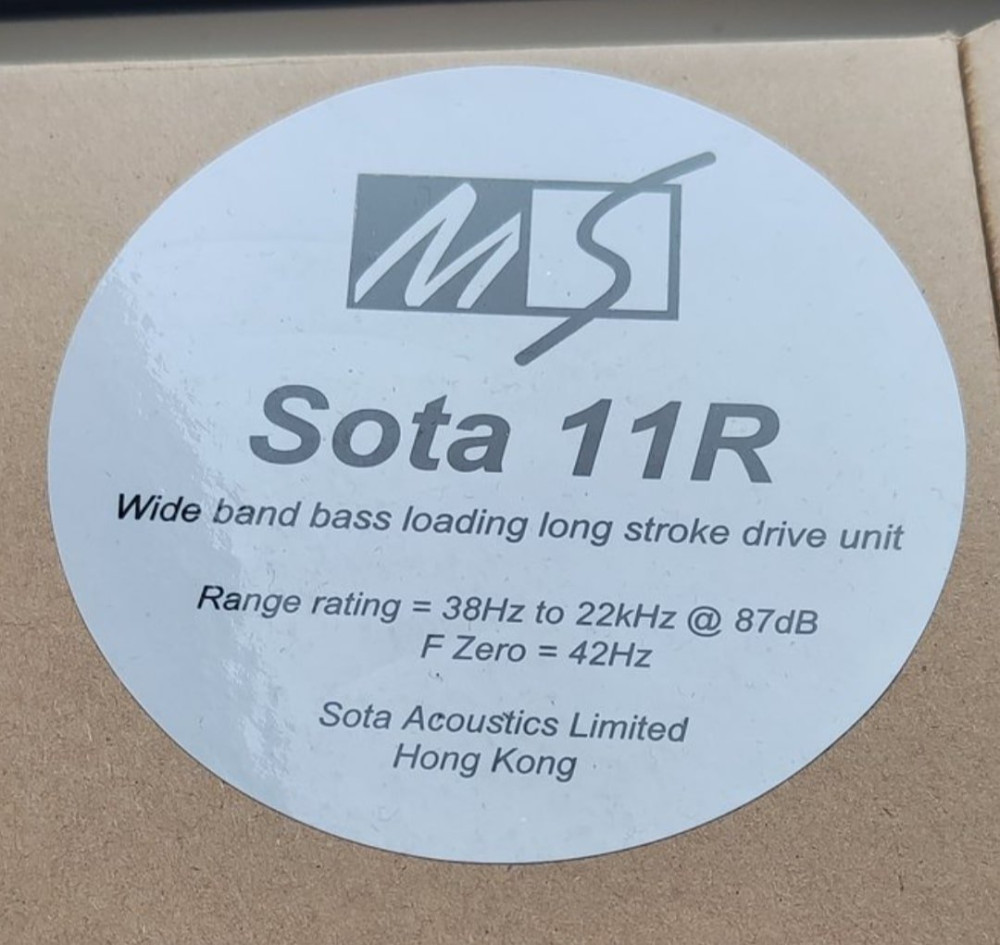 MS
Sota 11R
Wide band bass loading long stroke drive unit
Range rating = 38Hz to 22kHz @ 87dB
F Zero = 42Hz
Sota Acoustics Limited
Hong Kong